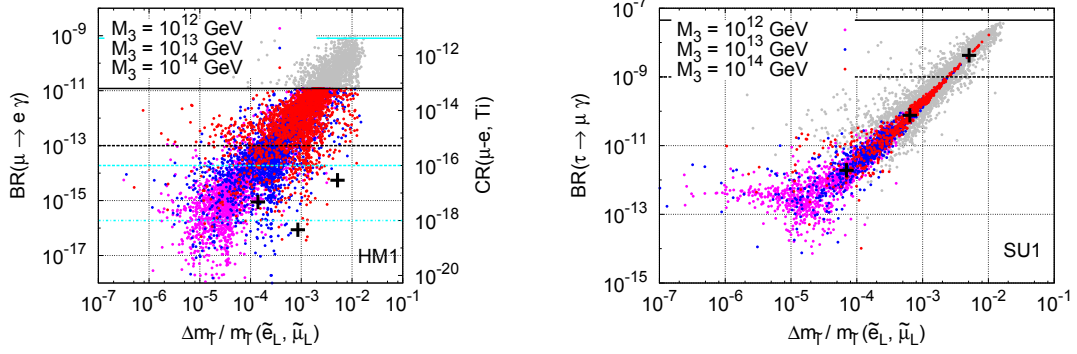 M₃ = 10¹² GeV
M₃ = 10¹³ GeV
M₃ = 10¹⁴ GeV
BR(μ → e γ)
10⁻⁹
10⁻¹¹
10⁻¹³
10⁻¹⁵
10⁻¹⁷
CR(μ-e, Ti)
10⁻¹²
10⁻¹⁴
10⁻¹⁶
10⁻¹⁸
10⁻²⁰
HM1
10⁻⁷ 10⁻⁶ 10⁻⁵ 10⁻⁴ 10⁻³ 10⁻² 10⁻¹
Δm_l̃ / m_l̃ (ẽ_L, μ̃_L)
M₃ = 10¹² GeV
M₃ = 10¹³ GeV
M₃ = 10¹⁴ GeV
BR(τ → μ γ)
10⁻⁷
10⁻⁹
10⁻¹¹
10⁻¹³
10⁻¹⁵
SU1
10⁻⁷ 10⁻⁶ 10⁻⁵ 10⁻⁴ 10⁻³ 10⁻² 10⁻¹
Δm_l̃ / m_l̃ (ẽ_L, μ̃_L)